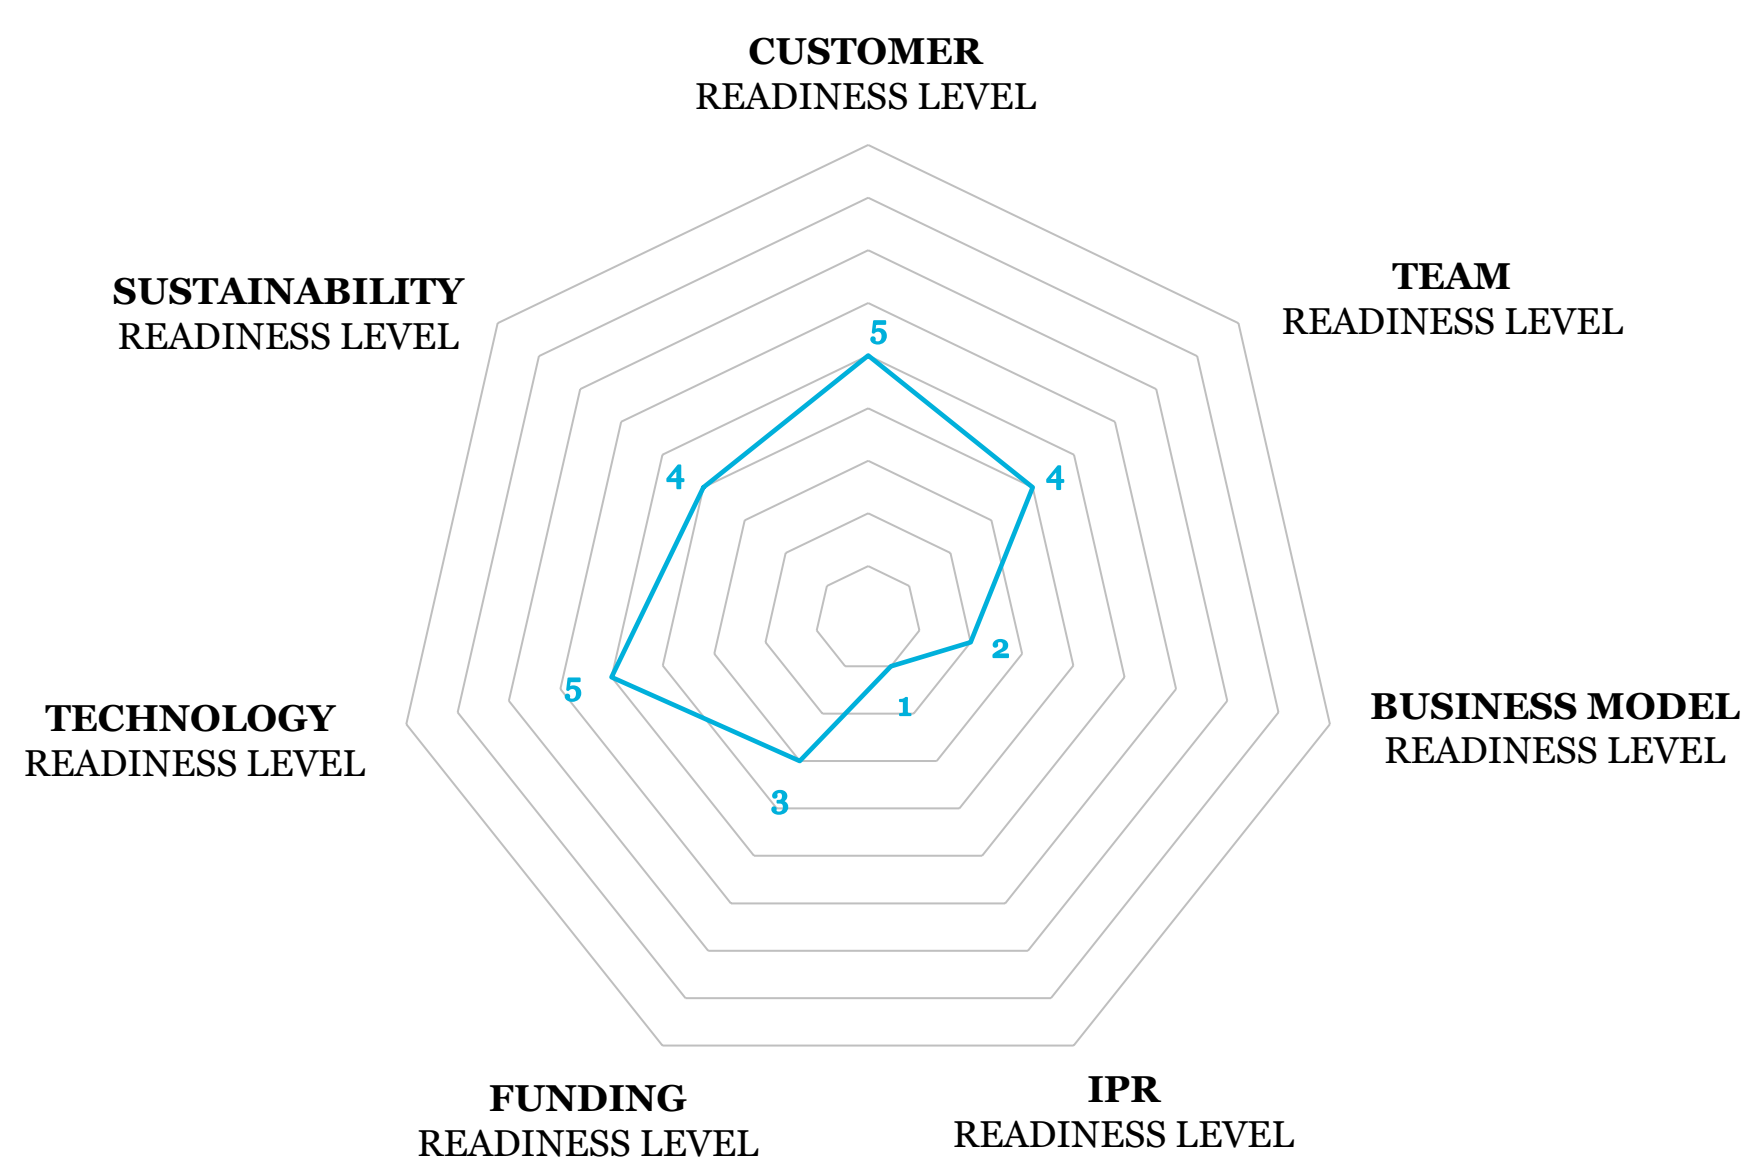 CUSTOMER
READINESS LEVEL
TEAM
READINESS LEVEL
SUSTAINABILITY
READINESS LEVEL
5
4
4
2
5
1
BUSINESS MODEL
READINESS LEVEL
TECHNOLOGY
READINESS LEVEL
3
IPR
READINESS LEVEL
FUNDING
READINESS LEVEL